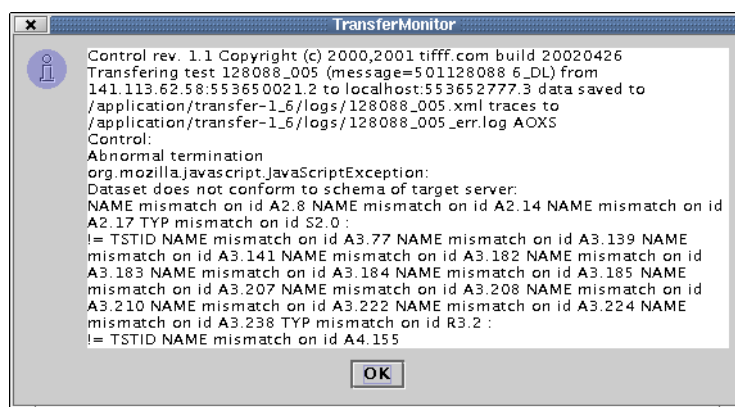 TransferMonitor
Control rev. 1.1 Copyright (c) 2000,2001 tifff.com build 20020426
Transfering test 128088_005 (message=501128088 6_DL) from
141.113.62.58:553650021.2 to localhost:553652777.3 data saved to
/application/transfer-1_6/logs/128088_005.xml traces to
/application/transfer-1_6/logs/128088_005_err.log AOXS
Control:
Abnormal termination
org.mozilla.javascript.JavaScriptException:
Dataset does not conform to schema of target server:
NAME mismatch on id A2.8 NAME mismatch on id A2.14 NAME mismatch on id
A2.17 TYP mismatch on id S2.0 :
!= TSTID NAME mismatch on id A3.77 NAME mismatch on id A3.139 NAME
mismatch on id A3.141 NAME mismatch on id A3.182 NAME mismatch on id
A3.183 NAME mismatch on id A3.184 NAME mismatch on id A3.185 NAME
mismatch on id A3.207 NAME mismatch on id A3.208 NAME mismatch on id
A3.210 NAME mismatch on id A3.222 NAME mismatch on id A3.224 NAME
mismatch on id A3.238 TYP mismatch on id R3.2 :
!= TSTID NAME mismatch on id A4.155
OK